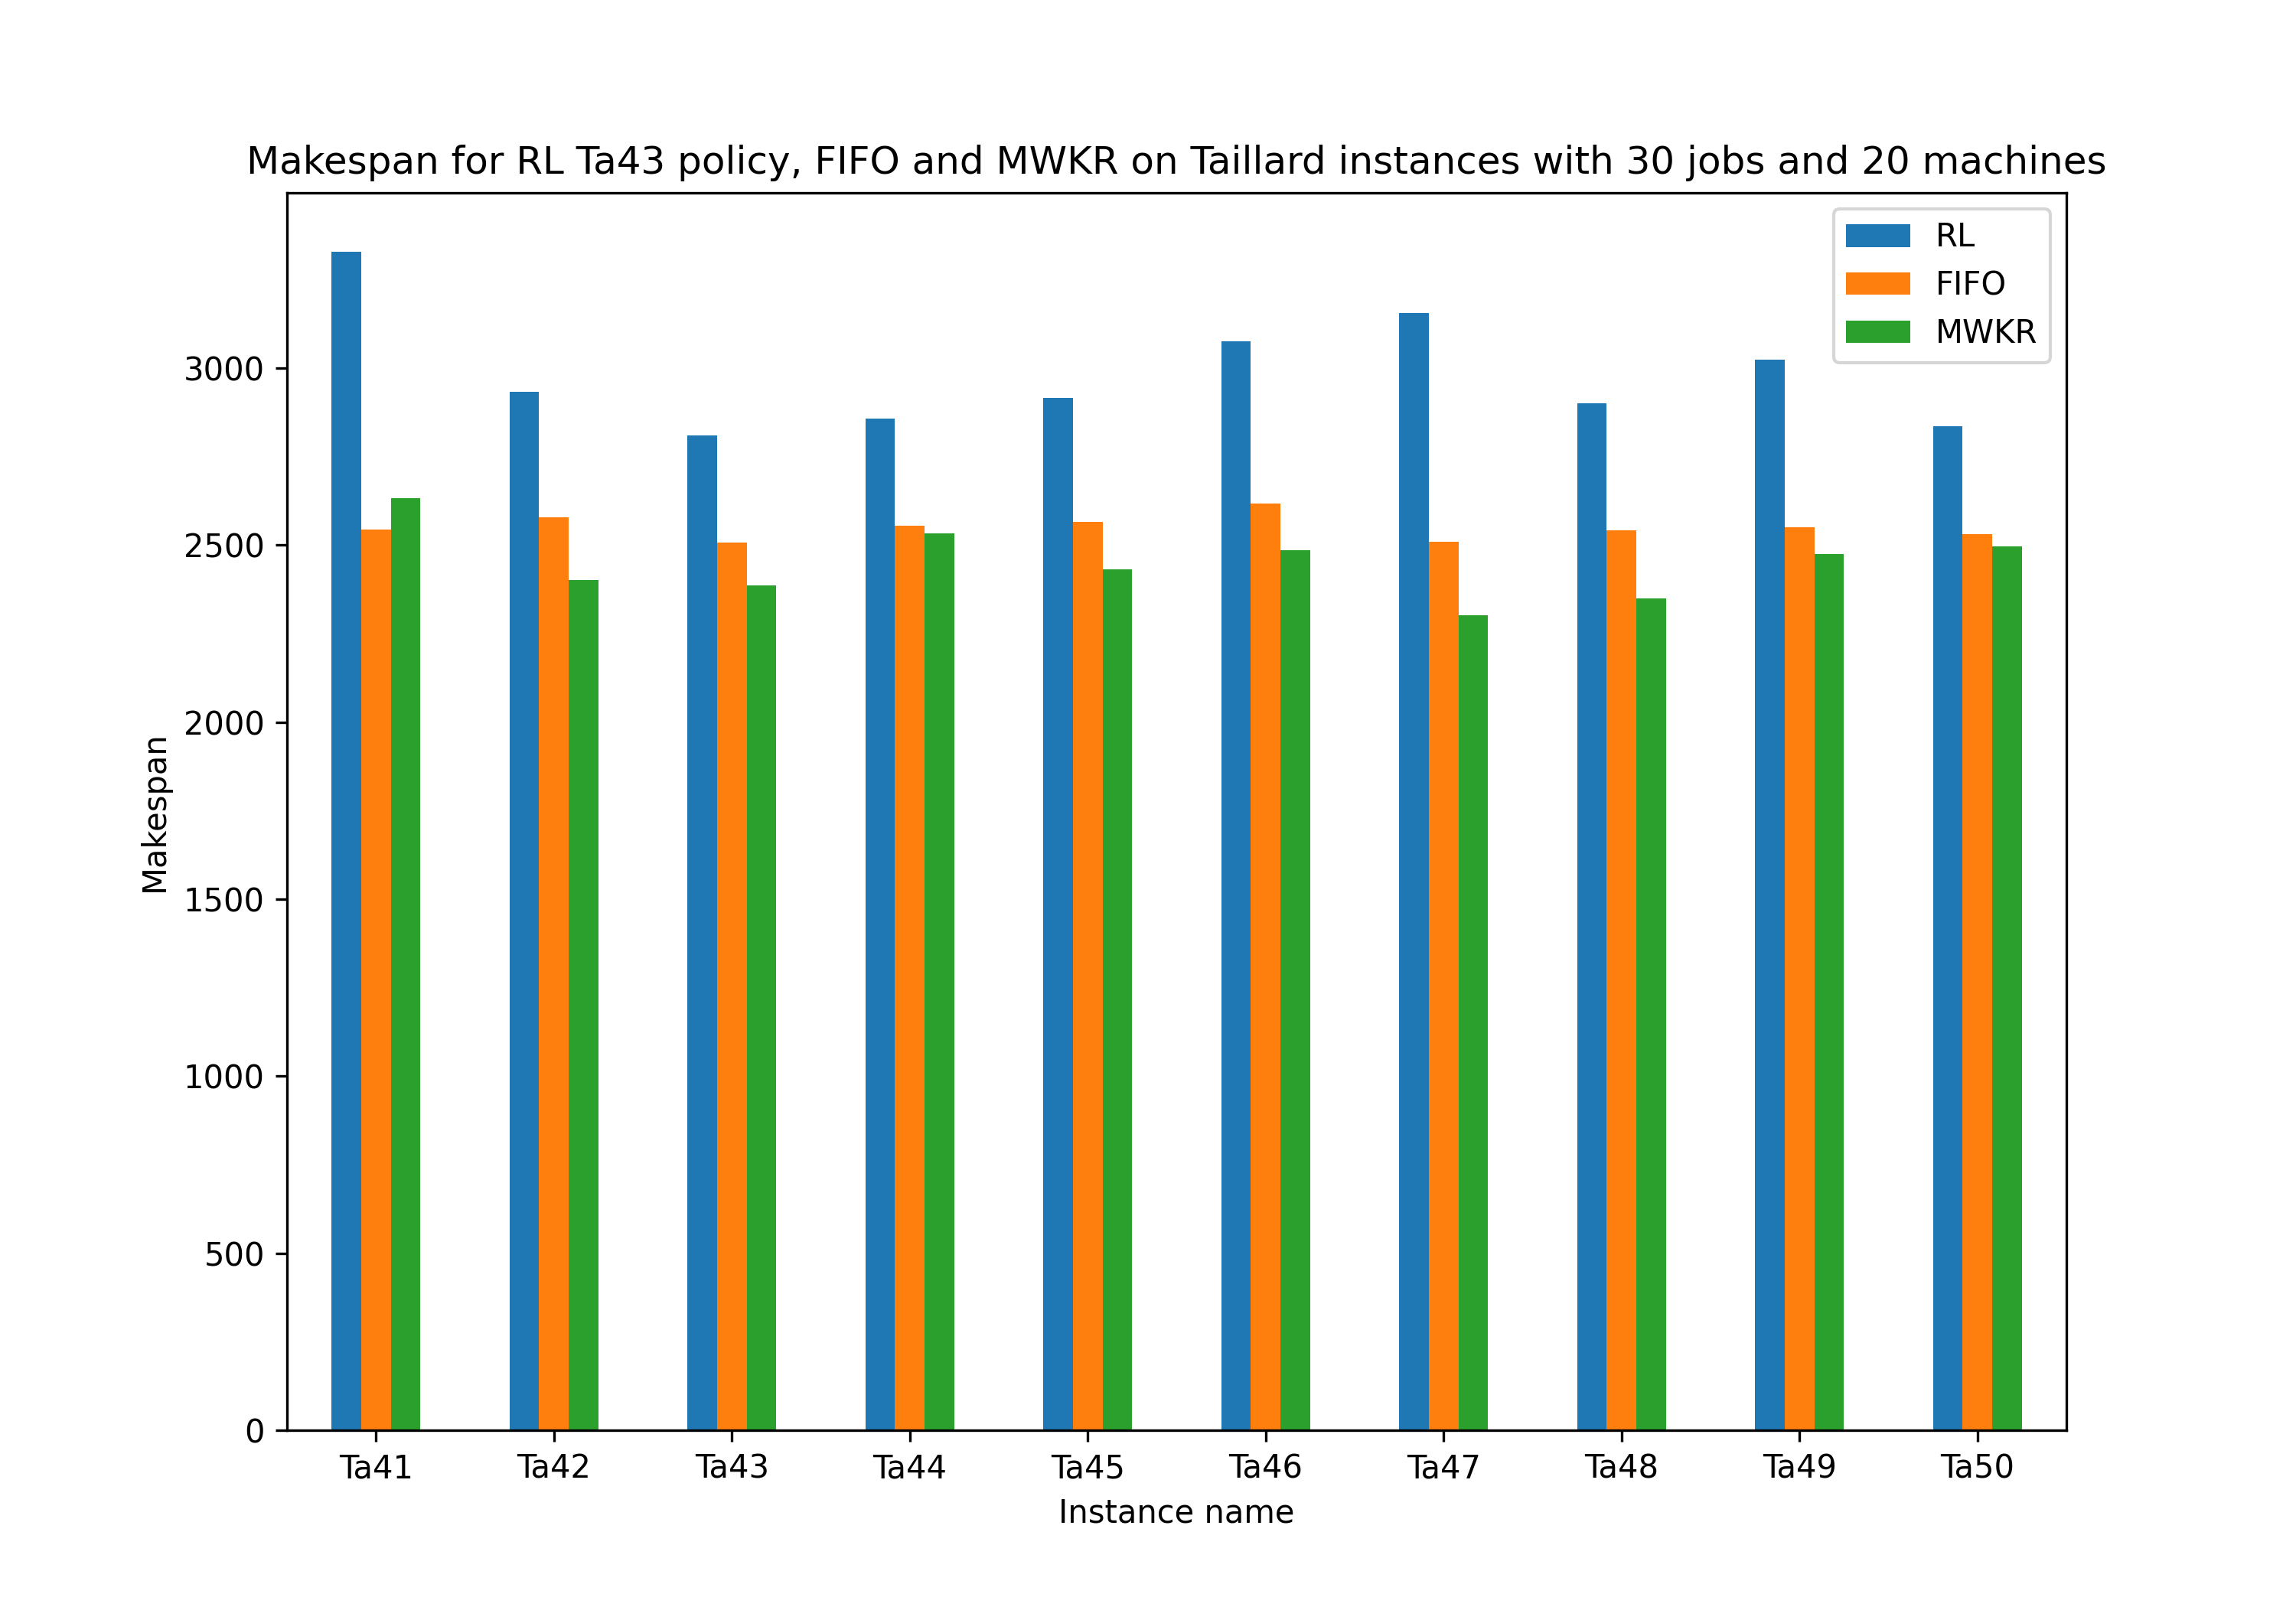 Makespan for RL Ta43 policy, FIFO and MWKR on Taillard instances with 30 jobs and 20 machines
RL
FIFO
MWKR
3000
2500
2000
1500
1000
500
0
Makespan
Ta41 Ta42 Ta43 Ta44 Ta45 Ta46 Ta47 Ta48 Ta49 Ta50
Instance name